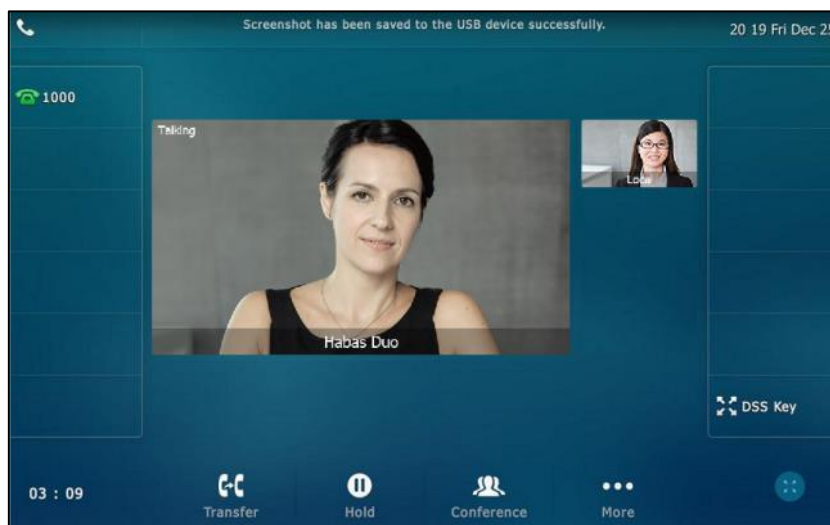 Screenshot has been saved to the USB device successfully.
20 19 Fri Dec 25
1000
Talking
Local
Habas Duo
DSS Key
03 : 09
Transfer
Hold
Conference
More